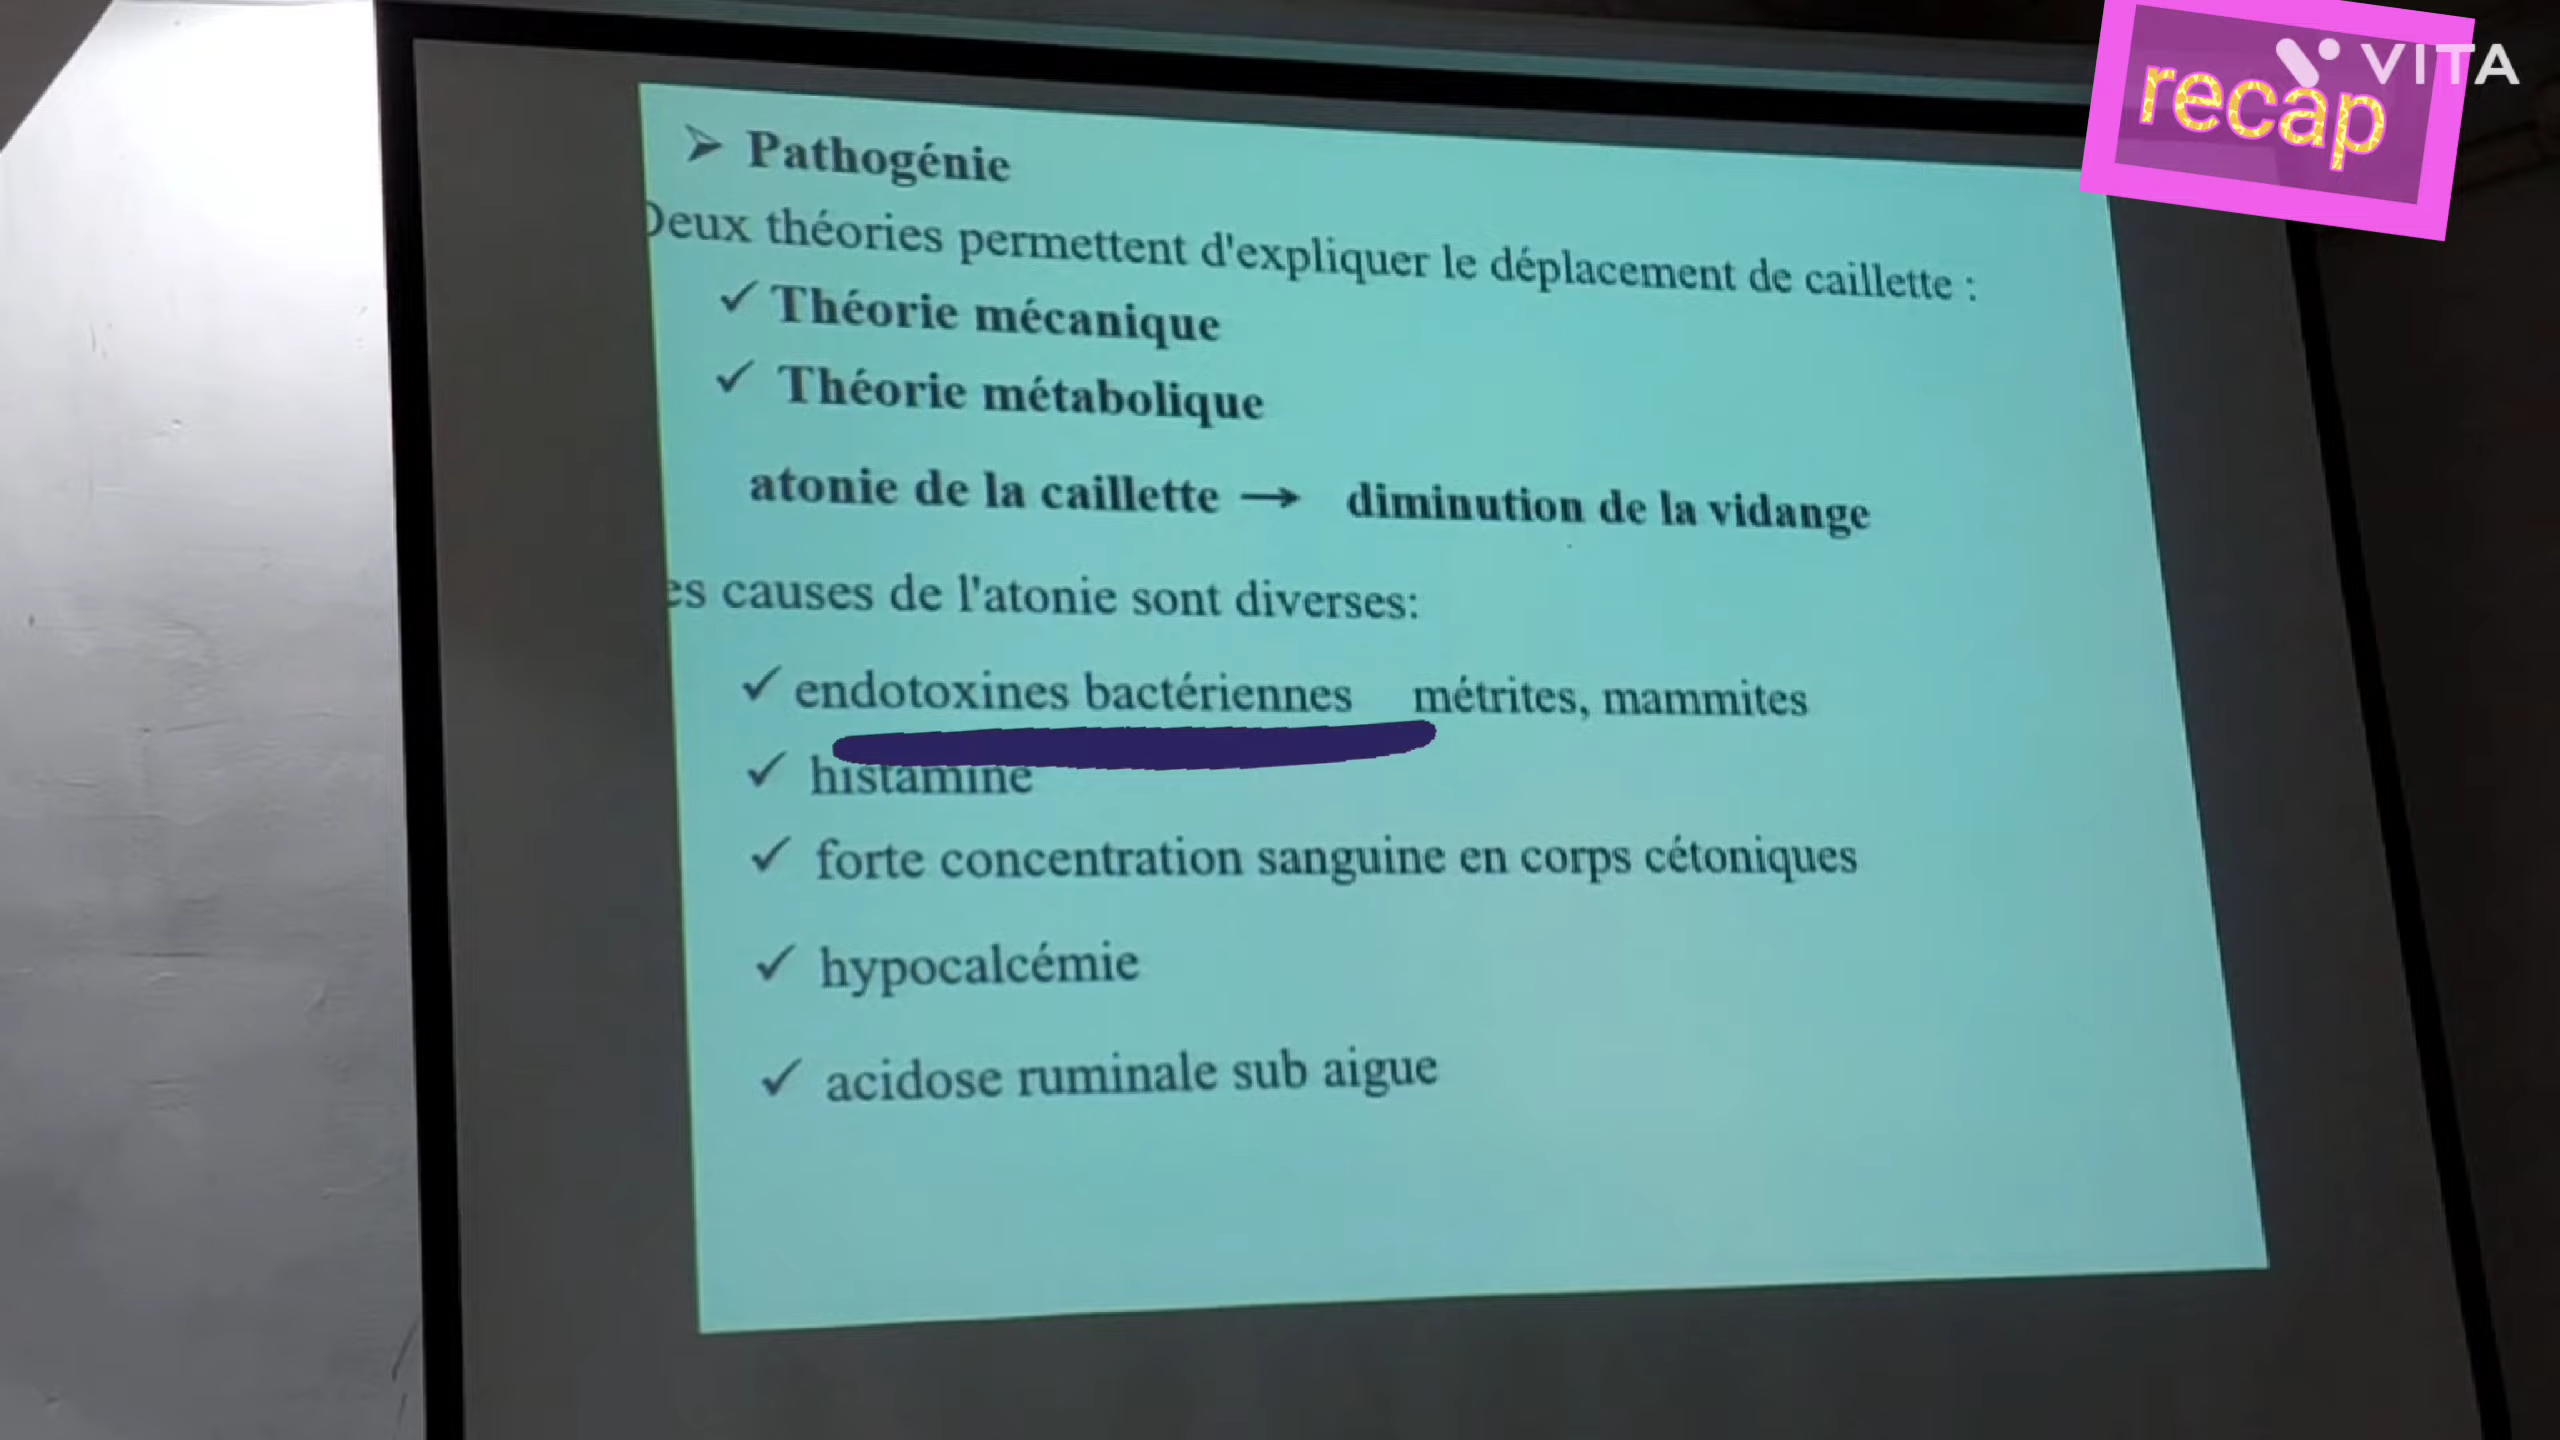 VITA
recap
➢ Pathogénie
Deux théories permettent d'expliquer le déplacement de caillette :
✓ Théorie mécanique
✓ Théorie métabolique
atonie de la caillette → diminution de la vidange
es causes de l'atonie sont diverses:
✓ endotoxines bactériennes métrites, mammites
✓ histamine
✓ forte concentration sanguine en corps cétoniques
✓ hypocalcémie
✓ acidose ruminale sub aigue